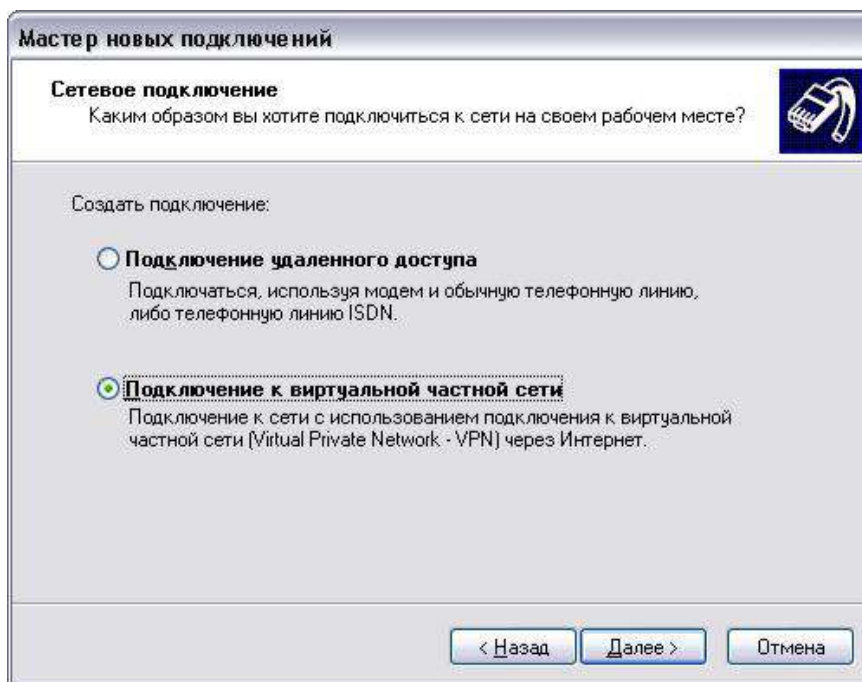 Мастер новых подключений
Сетевое подключение
Каким образом вы хотите подключиться к сети на своем рабочем месте?
Создать подключение:
Подключение удаленного доступа
Подключаться, используя модем и обычную телефонную линию,
либо телефонную линию ISDN.
Подключение к виртуальной частной сети
Подключение к сети с использованием подключения к виртуальной
частной сети (Virtual Private Network - VPN) через Интернет.
< Назад Далее > Отмена